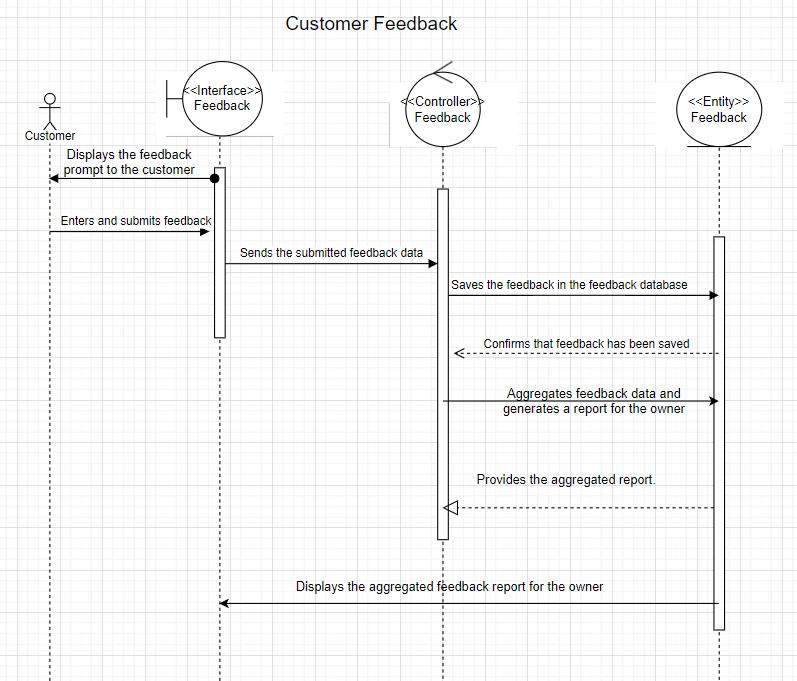 Customer Feedback
<<Interface>>
Feedback
<<Controller>>
Feedback
<<Entity>>
Feedback
Customer
Displays the feedback
prompt to the customer
Enters and submits feedback
Sends the submitted feedback data
Saves the feedback in the feedback database
Confirms that feedback has been saved
Aggregates feedback data and
generates a report for the owner
Provides the aggregated report.
Displays the aggregated feedback report for the owner